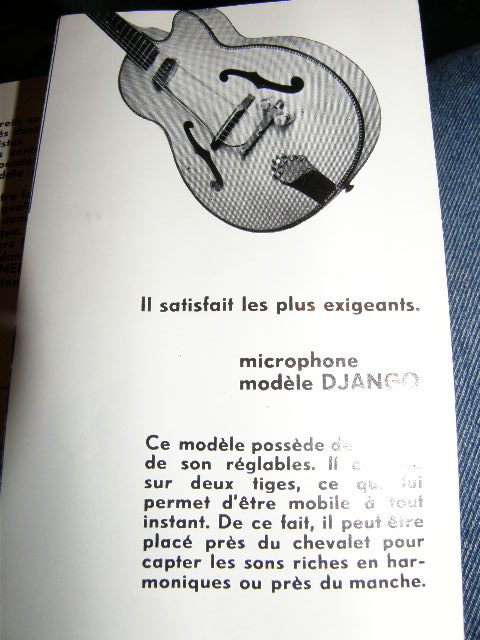 Il satisfait les plus exigeants.
microphone
modèle DJANGO
Ce modèle possède de
de son réglables. Il
sur deux tiges, ce qui lui
permet d'être mobile à tout
instant. De ce fait, il peut être
placé près du chevalet pour
capter les sons riches en har-
moniques ou près du manche.